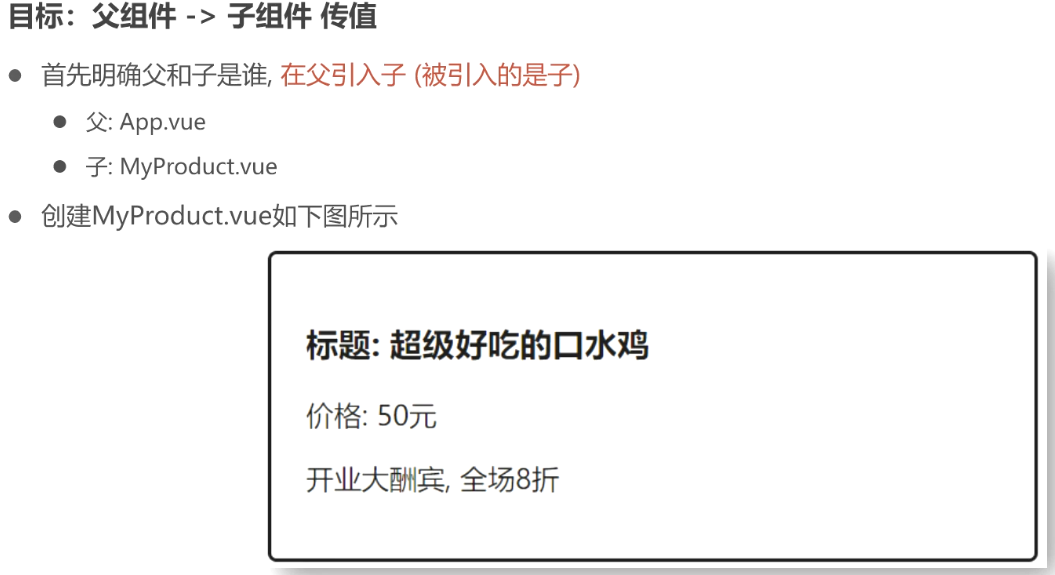 目标：父组件 -> 子组件 传值
首先明确父和子是谁, 在父引入子 (被引入的是子)
父: App.vue
子: MyProduct.vue
创建MyProduct.vue如下图所示
标题: 超级好吃的口水鸡
价格: 50元
开业大酬宾, 全场8折